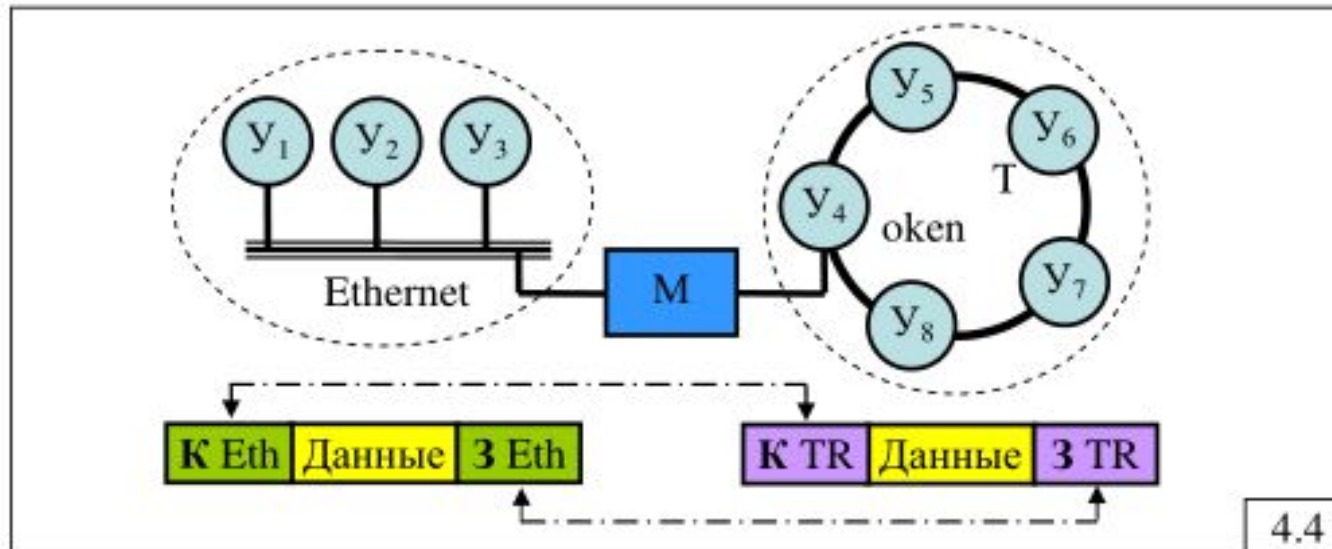 У1 У2 У3
Ethernet
М
У5
У6
Т
У4
oken
У7
У8
К Eth Данные З Eth
К TR Данные З TR
4.4